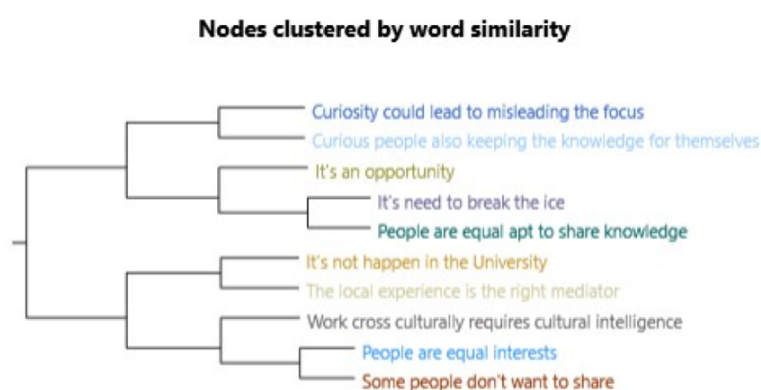 Nodes clustered by word similarity
Curiosity could lead to misleading the focus
Curious people also keeping the knowledge for themselves
It's an opportunity
It's need to break the ice
People are equal apt to share knowledge
It's not happen in the University
The local experience is the right mediator
Work cross culturally requires cultural intelligence
People are equal interests
Some people don't want to share